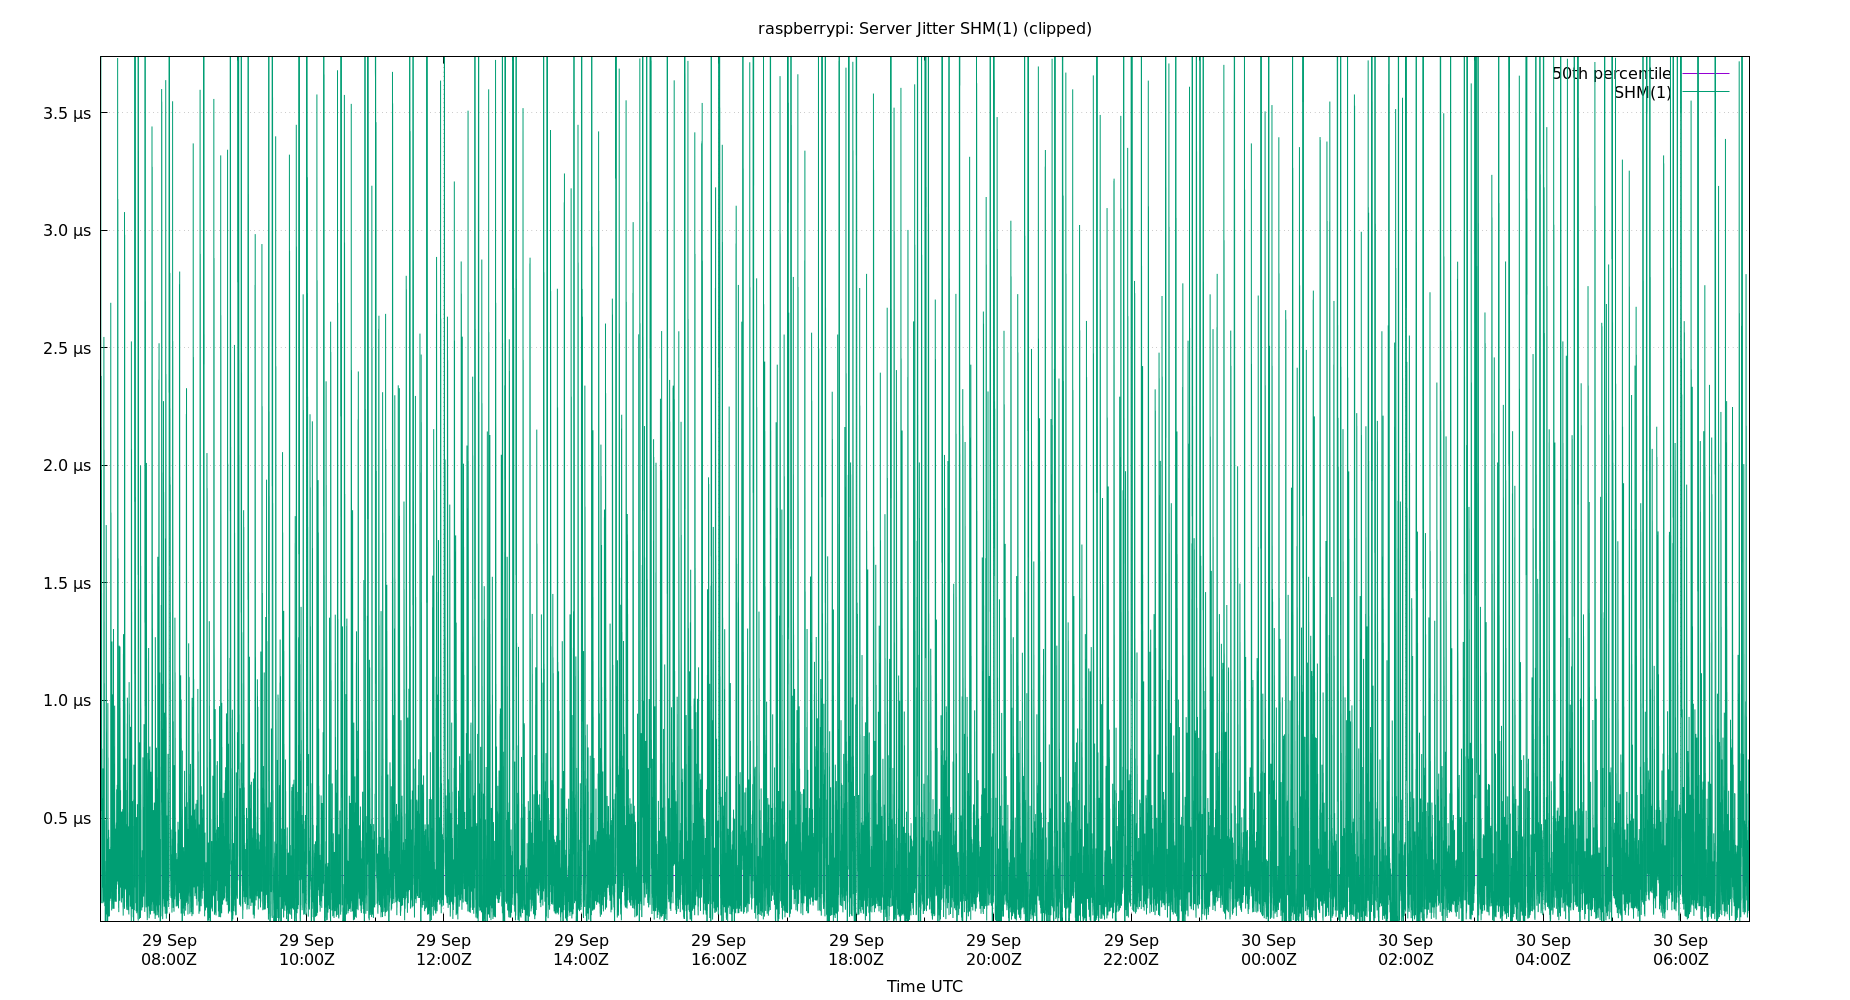 raspberrypi: Server Jitter SHM(1) (clipped)
50th percentile
SHM(1)
3.5 µs
3.0 µs
2.5 µs
2.0 µs
1.5 µs
1.0 µs
0.5 µs
29 Sep 29 Sep 29 Sep 29 Sep 29 Sep 29 Sep 29 Sep 29 Sep 30 Sep 30 Sep 30 Sep 30 Sep
08:00Z 10:00Z 12:00Z 14:00Z 16:00Z 18:00Z 20:00Z 22:00Z 00:00Z 02:00Z 04:00Z 06:00Z
Time UTC